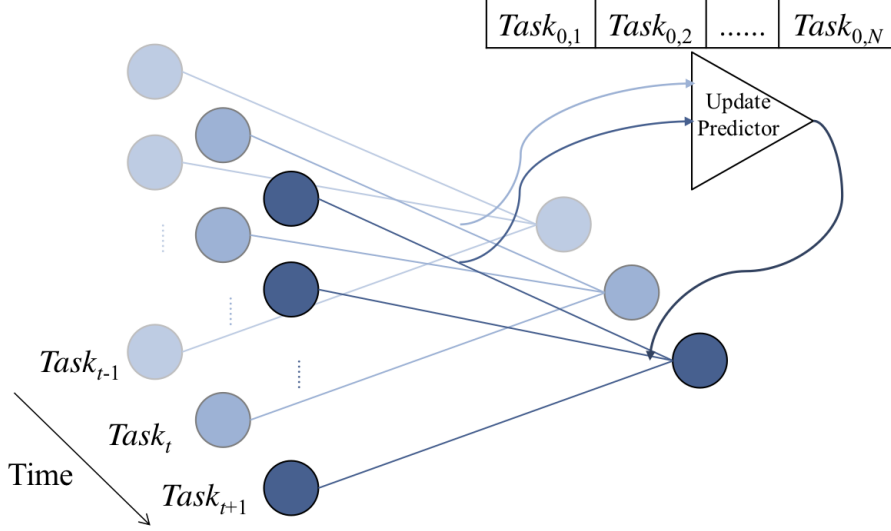 Task0,1 Task0,2 ...... Task0,N
Update
Predictor
Taskt-1
Taskt
Time
Taskt+1